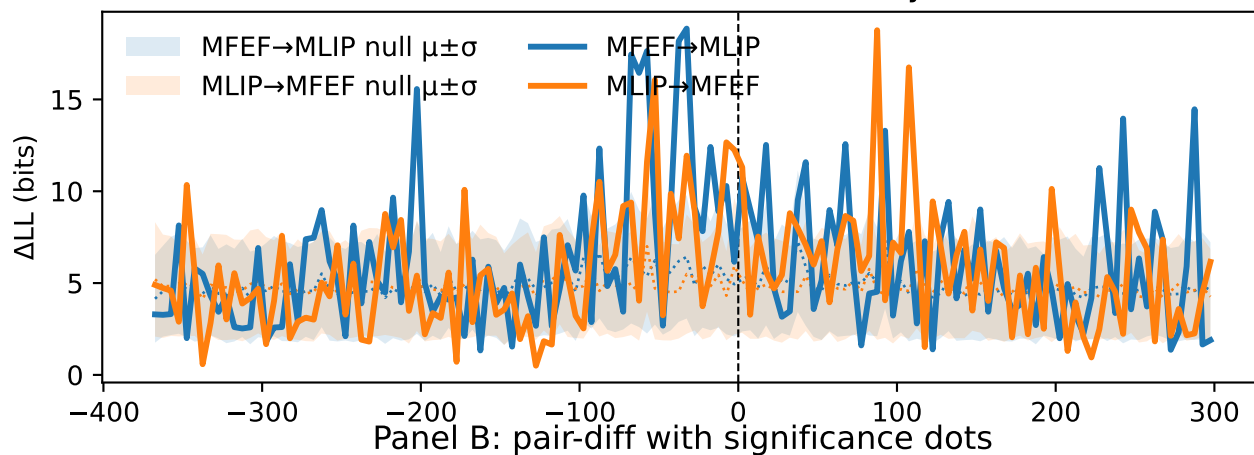 MFEF→MLIP null μ±σ
MLIP→MFEF null μ±σ
MFEF→MLIP
MLIP→MFEF
ΔLL (bits)
15
10
5
0
−400 −300 −200 −100 0 100 200 300
Panel B: pair-diff with significance dots